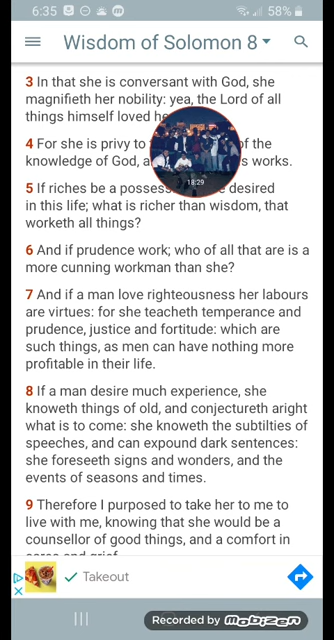 6:35
58%
Wisdom of Solomon 8
3 In that she is conversant with God, she
magnifieth her nobility: yea, the Lord of all
things himself loved
4 For she is privy to of the
knowledge of God, works.
5 If riches be a desired
in this life; what is richer than wisdom, that
worketh all things?
6 And if prudence work; who of all that are is a
more cunning workman than she?
7 And if a man love righteousness her labours
are virtues: for she teacheth temperance and
prudence, justice and fortitude: which are
such things, as men can have nothing more
profitable in their life.
8 If a man desire much experience, she
knoweth things of old, and conjectureth aright
what is to come: she knoweth the subtilties of
speeches, and can expound dark sentences:
she foreseeth signs and wonders, and the
events of seasons and times.
9 Therefore I purposed to take her to me to
live with me, knowing that she would be a
counsellor of good things, and a comfort in
18:29
Takeout
Recorded by mobizen